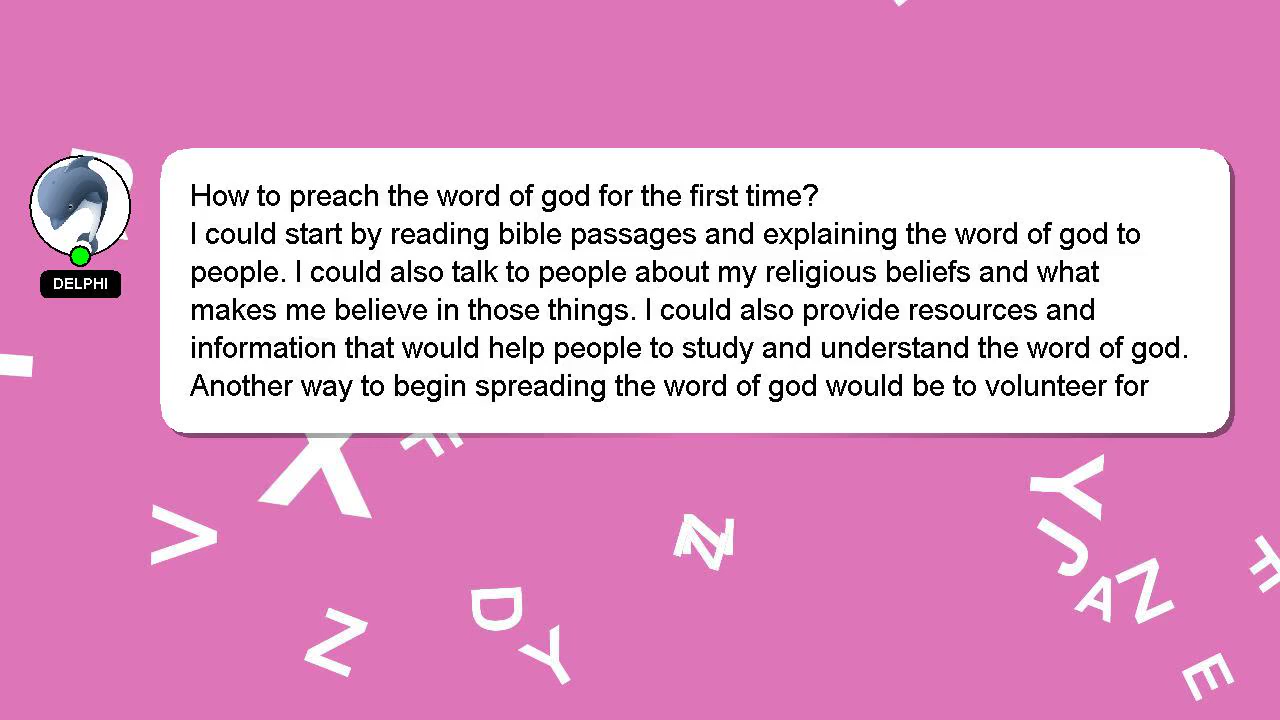 How to preach the word of god for the first time?
I could start by reading bible passages and explaining the word of god to
people. I could also talk to people about my religious beliefs and what
makes me believe in those things. I could also provide resources and
information that would help people to study and understand the word of god.
Another way to begin spreading the word of god would be to volunteer for
DELPHI
X
F
V
N
D
Y
N
Y
J
A
N
F
E